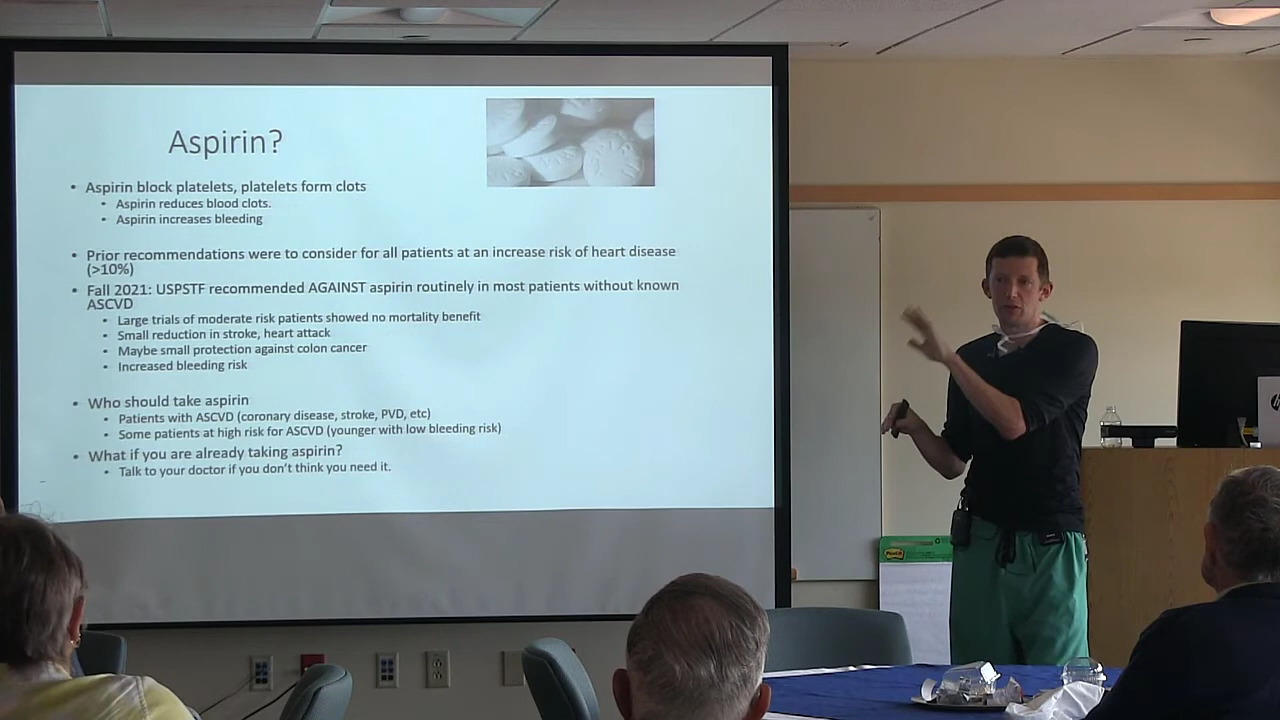 Aspirin?
• Aspirin block platelets, platelets form clots
• Aspirin reduces blood clots.
• Aspirin increases bleeding
• Prior recommendations were to consider for all patients at an increase risk of heart disease
(>10%)
• Fall 2021: USPSTF recommended AGAINST aspirin routinely in most patients without known
ASCVD
• Large trials of moderate risk patients showed no mortality benefit
• Small reduction in stroke, heart attack
• Maybe small protection against colon cancer
• Increased bleeding risk
• Who should take aspirin
• Patients with ASCVD (coronary disease, stroke, PVD, etc)
• Some patients at high risk for ASCVD (younger with low bleeding risk)
• What if you are already taking aspirin?
• Talk to your doctor if you don't think you need it.
Post-it